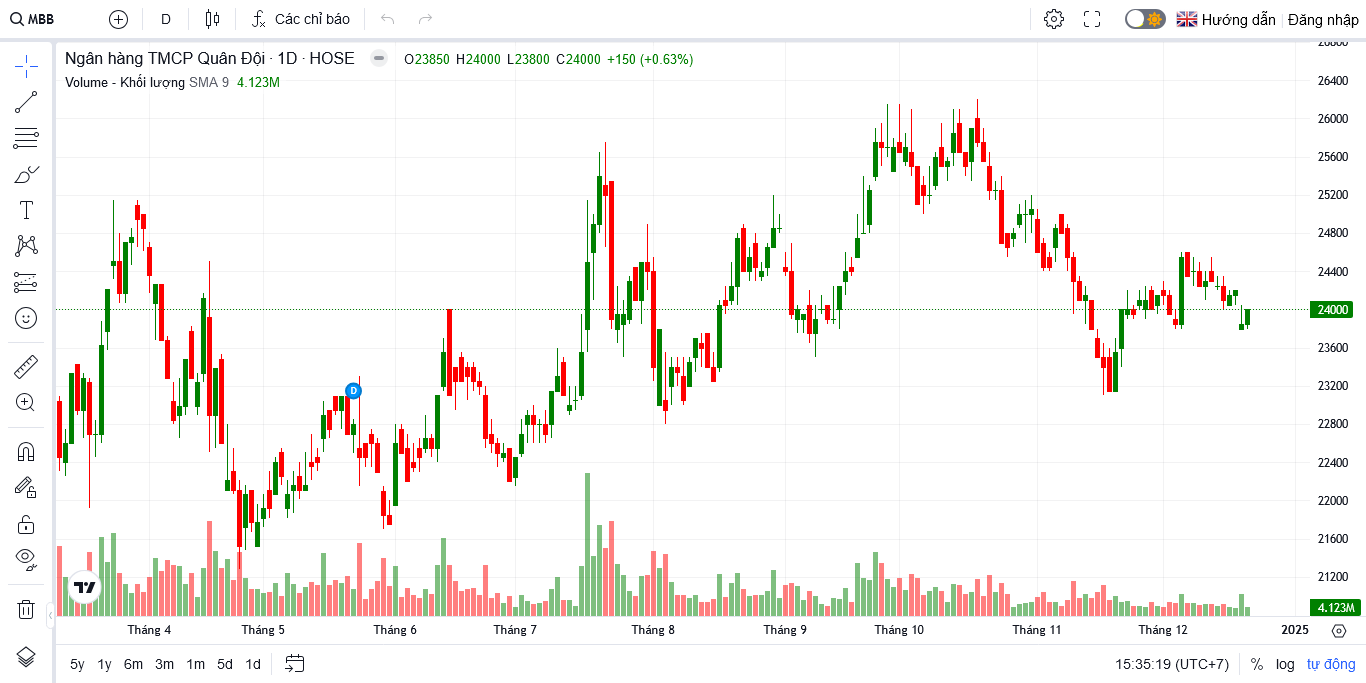 MBB D Các chỉ báo Hướng dẫn Đăng nhập
Ngân hàng TMCP Quân Đội · 1D · HOSE O23850 H24000 L23800 C24000 +150 (+0.63%)
Volume - Khối lượng SMA 9 4.123M
26800
26400
26000
25600
25200
24800
24400
24000
23600
23200
D
22800
22400
22000
21600
21200
4.123M
Tháng 4 Tháng 5 Tháng 6 Tháng 7 Tháng 8 Tháng 9 Tháng 10 Tháng 11 Tháng 12 2025
5y 1y 6m 3m 1m 5d 1d 15:35:19 (UTC+7) % log tự động